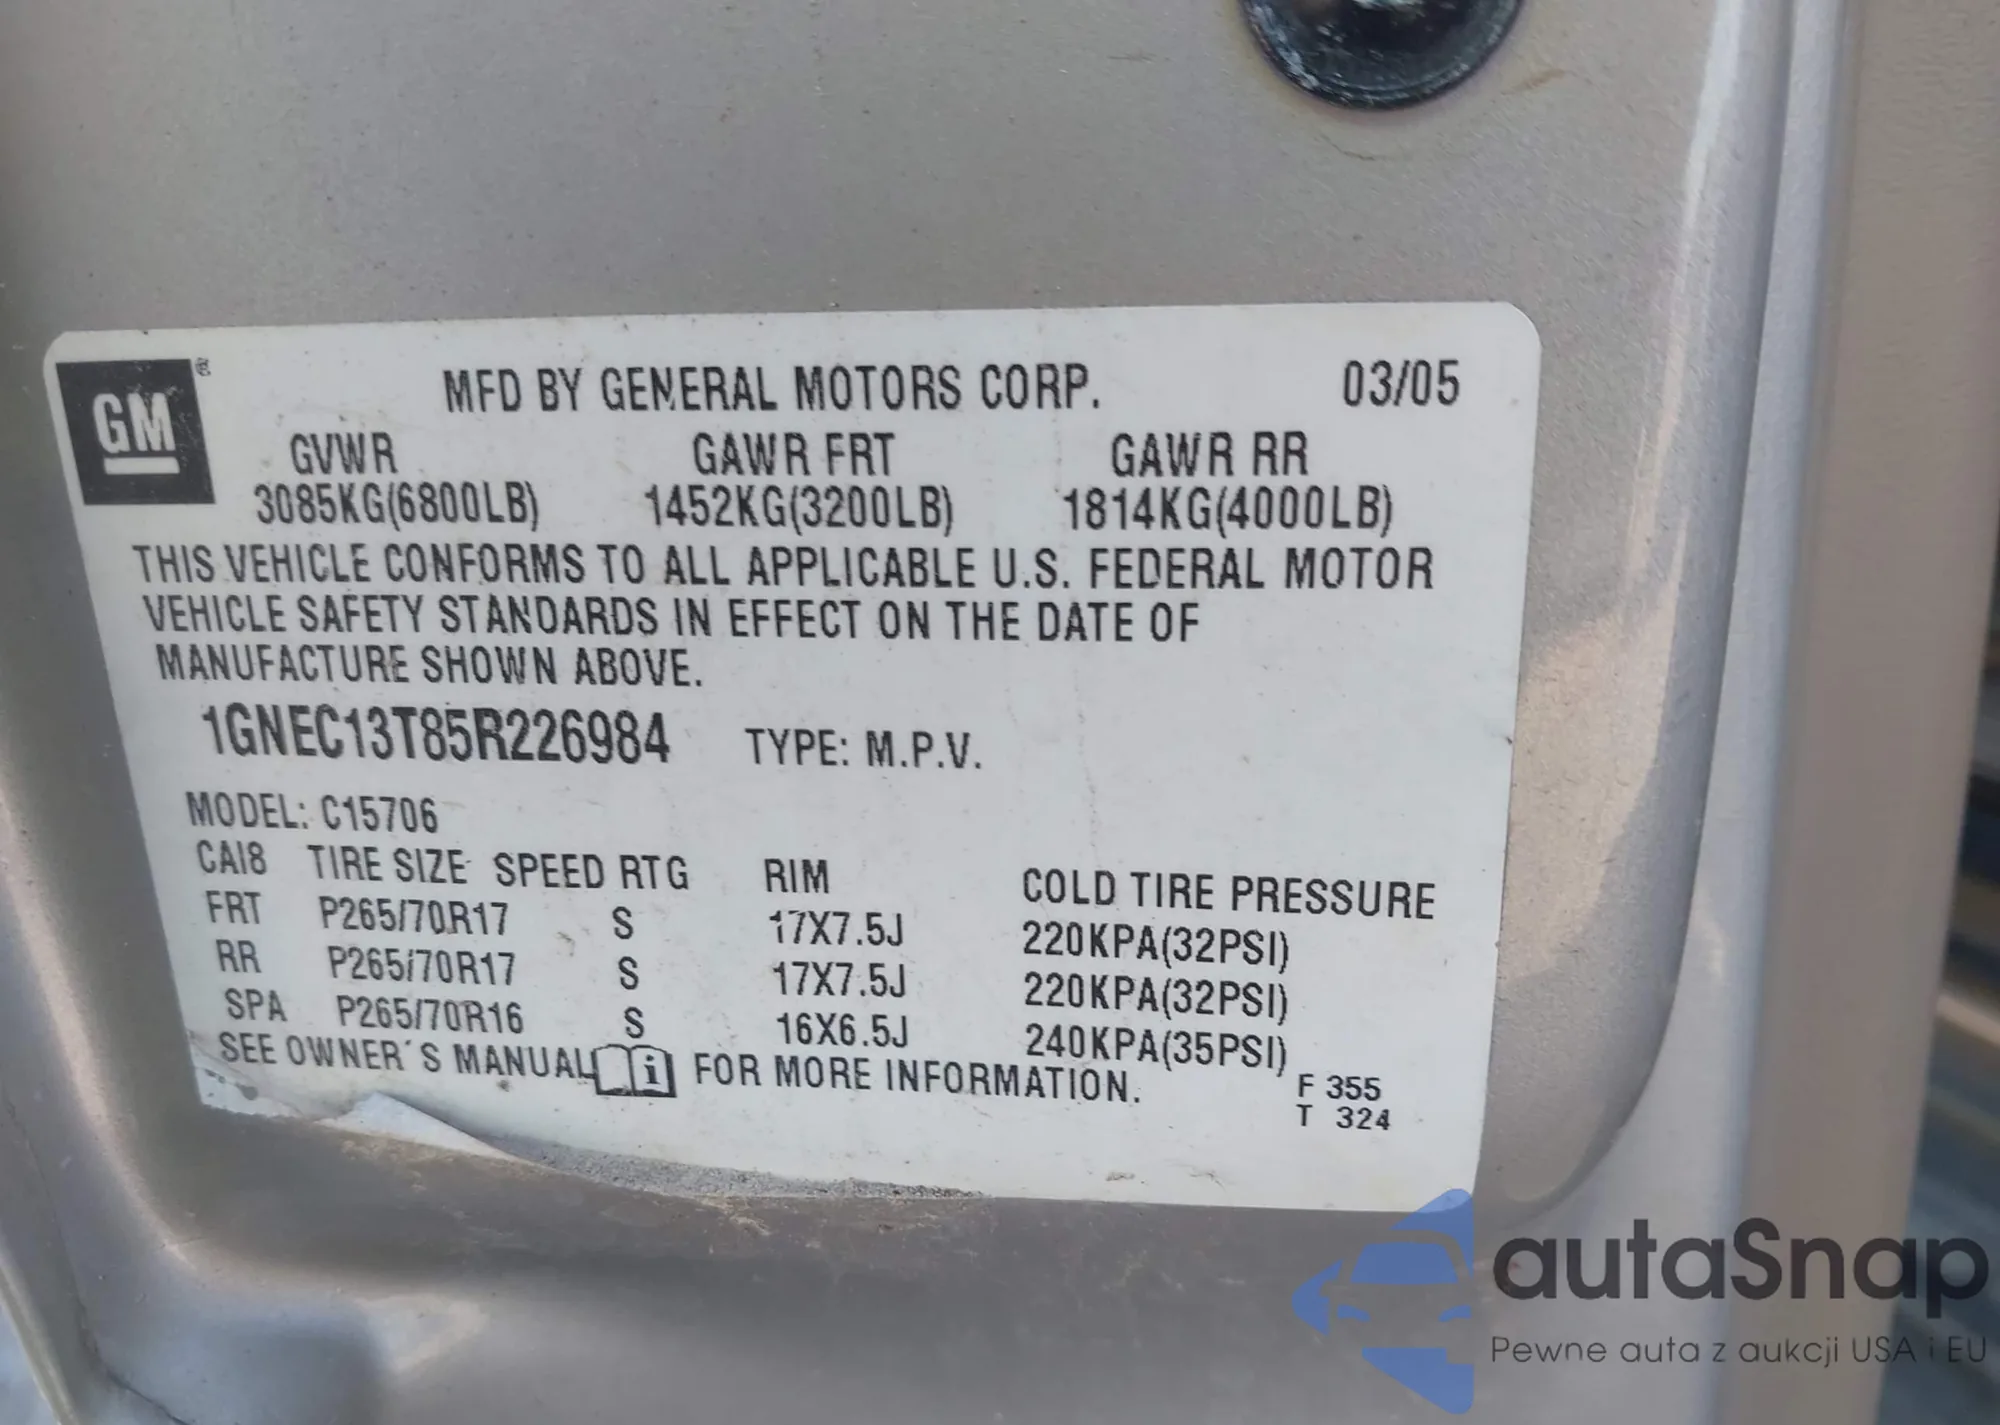 GM ®
MFD BY GENERAL MOTORS CORP. 03/05
GVWR GAWR FRT GAWR RR
3085KG(6800LB) 1452KG(3200LB) 1814KG(4000LB)
THIS VEHICLE CONFORMS TO ALL APPLICABLE U.S. FEDERAL MOTOR
VEHICLE SAFETY STANDARDS IN EFFECT ON THE DATE OF
MANUFACTURE SHOWN ABOVE.
1GNEC13T85R226984 TYPE: M.P.V.
MODEL: C15706
CAI8 TIRE SIZE SPEED RTG RIM COLD TIRE PRESSURE
FRT P265/70R17 S 17X7.5J 220KPA(32PSI)
RR P265/70R17 S 17X7.5J 220KPA(32PSI)
SPA P265/70R16 S 16X6.5J 240KPA(35PSI)
SEE OWNER'S MANUAL i FOR MORE INFORMATION.
F 355
T 324
autaSnap
Pewne auta z aukcji USA i EU